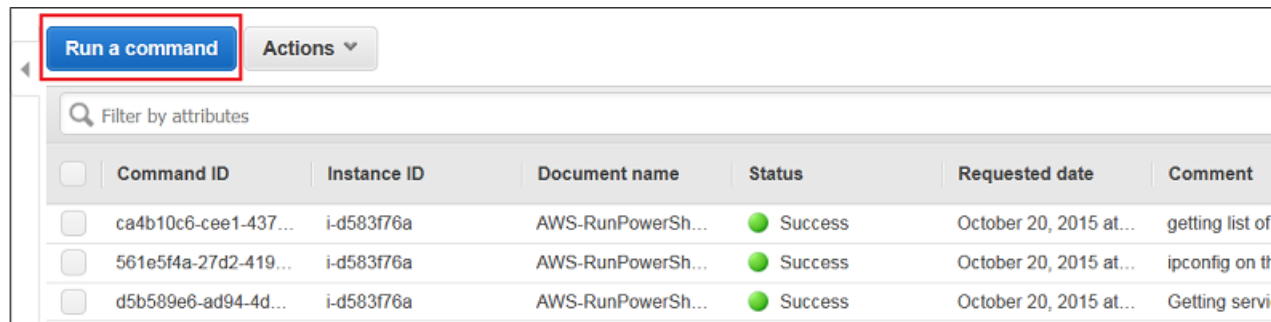 Run a command Actions
Filter by attributes
Command ID Instance ID Document name Status Requested date Comment
ca4b10c6-cee1-437... i-d583f76a AWS-RunPowerSh... Success October 20, 2015 at... getting list of
561e5f4a-27d2-419... i-d583f76a AWS-RunPowerSh... Success October 20, 2015 at... ipconfig on th
d5b589e6-ad94-4d... i-d583f76a AWS-RunPowerSh... Success October 20, 2015 at... Getting servi